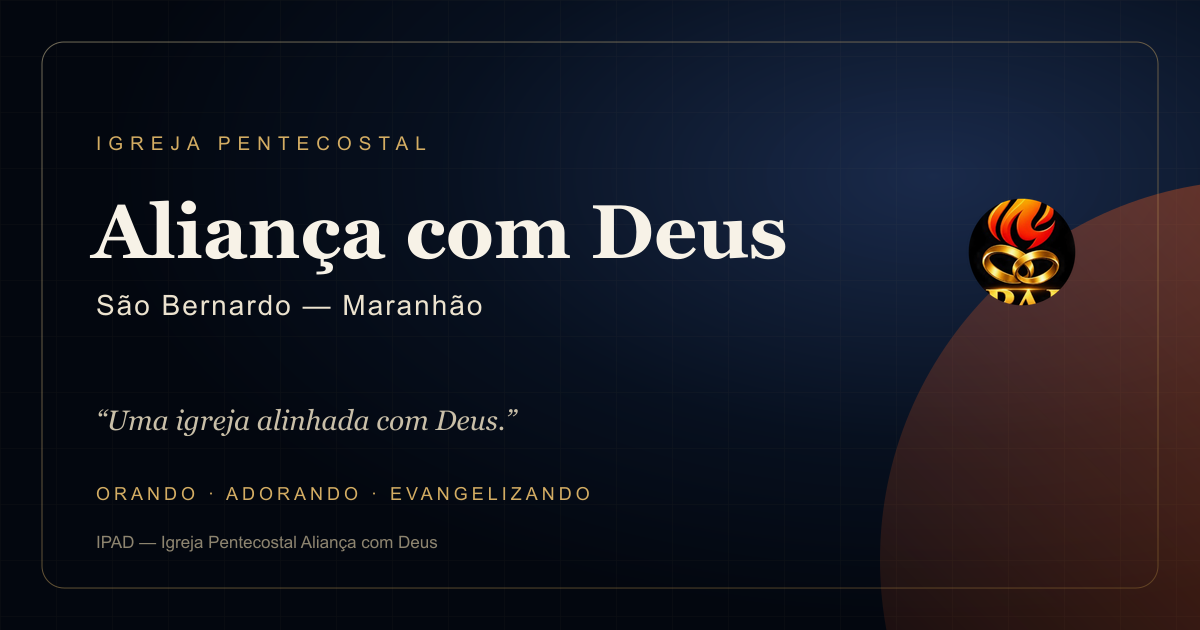 IGREJA PENTECOSTAL
Aliança com Deus
São Bernardo — Maranhão
“Uma igreja alinhada com Deus.”
ORANDO · ADORANDO · EVANGELIZANDO
IPAD — Igreja Pentecostal Aliança com Deus